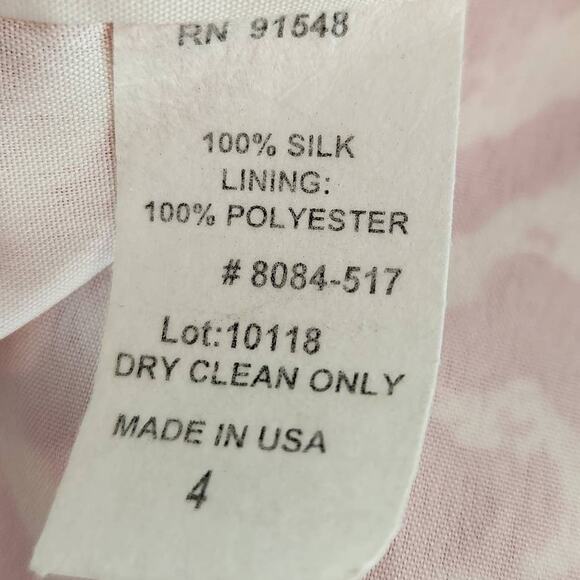 RN 91548
100% SILK
LINING:
100% POLYESTER
# 8084-517
Lot:10118
DRY CLEAN ONLY
MADE IN USA
4